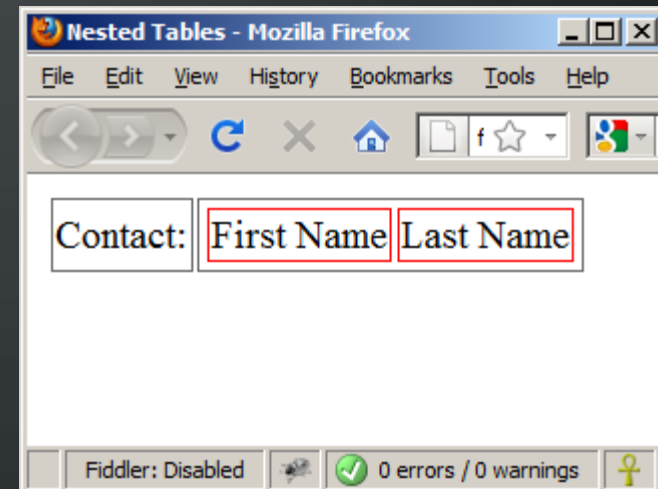 Nested Tables - Mozilla Firefox
File Edit View History Bookmarks Tools Help
f
Contact: First Name Last Name
Fiddler: Disabled 0 errors / 0 warnings